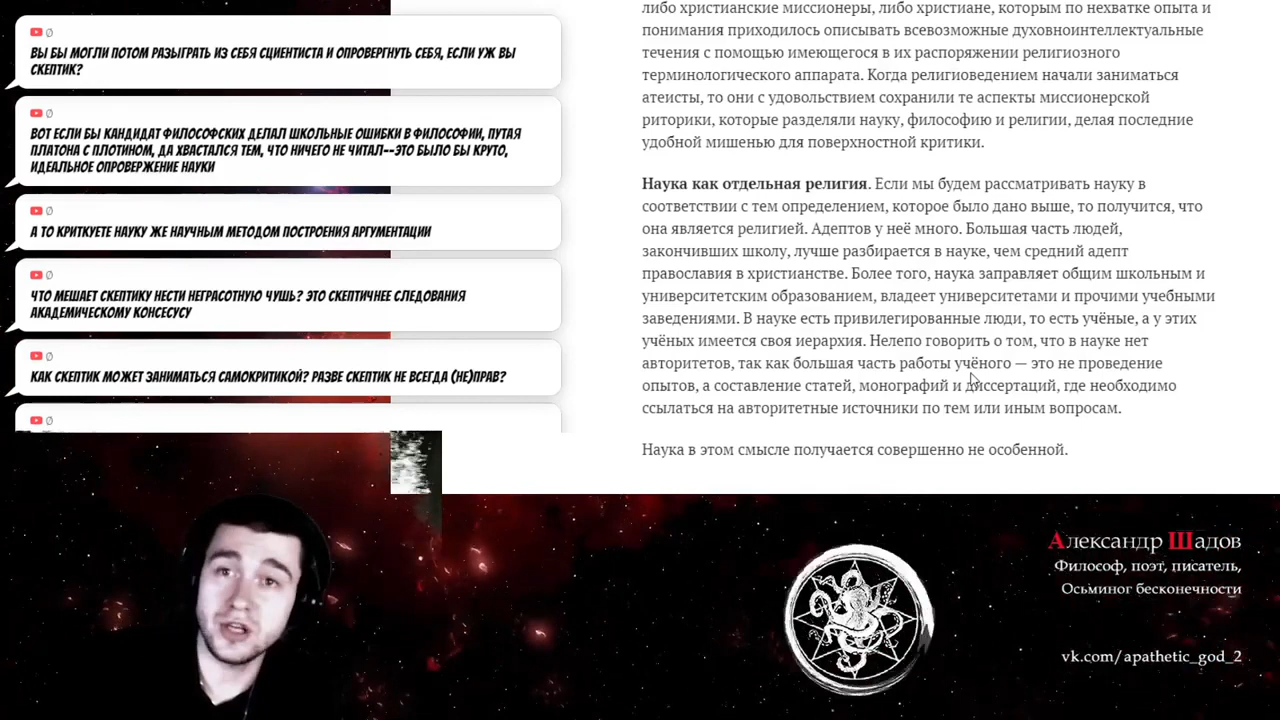 Ø
ВЫ БЫ МОГЛИ ПОТОМ РАЗЫГРАТЬ ИЗ СЕБЯ СЦИЕНТИСТА И ОПРОВЕРГНУТЬ СЕБЯ, ЕСЛИ УЖ ВЫ
СКЕПТИК?
Ø
ВОТ ЕСЛИ БЫ КАНДИДАТ ФИЛОСОФСКИХ ДЕЛАЛ ШКОЛЬНЫЕ ОШИБКИ В ФИЛОСОФИИ, ПУТАЯ
ПЛАТОНА С ПЛОТИНОМ, ДА ХВАСТАЛСЯ ТЕМ, ЧТО НИЧЕГО НЕ ЧИТАЛ--ЭТО БЫЛО БЫ КРУТО,
ИДЕАЛЬНОЕ ОПРОВЕРЖЕНИЕ НАУКИ
Ø
А ТО КРИТКУЕТЕ НАУКУ ЖЕ НАУЧНЫМ МЕТОДОМ ПОСТРОЕНИЯ АРГУМЕНТАЦИИ
Ø
ЧТО МЕШАЕТ СКЕПТИКУ НЕСТИ НЕГРАСОТНУЮ ЧУШЬ? ЭТО СКЕПТИЧНЕЕ СЛЕДОВАНИЯ
АКАДЕМИЧЕСКОМУ КОНСЕСУСУ
Ø
КАК СКЕПТИК МОЖЕТ ЗАНИМАТЬСЯ САМОКРИТИКОЙ? РАЗВЕ СКЕПТИК НЕ ВСЕГДА (НЕ)ПРАВ?
Ø
либо христианские миссионеры, либо христиане, которым по нехватке опыта и
понимания приходилось описывать всевозможные духовноинтеллектуальные
течения с помощью имеющегося в их распоряжении религиозного
терминологического аппарата. Когда религиоведением начали заниматься
атеисты, то они с удовольствием сохранили те аспекты миссионерской
риторики, которые разделяли науку, философию и религии, делая последние
удобной мишенью для поверхностной критики.
Наука как отдельная религия. Если мы будем рассматривать науку в
соответствии с тем определением, которое было дано выше, то получится, что
она является религией. Адептов у неё много. Большая часть людей,
закончивших школу, лучше разбирается в науке, чем средний адепт
православия в христианстве. Более того, наука заправляет общим школьным и
университетским образованием, владеет университетами и прочими учебными
заведениями. В науке есть привилегированные люди, то есть учёные, а у этих
учёных имеется своя иерархия. Нелепо говорить о том, что в науке нет
авторитетов, так как большая часть работы учёного — это не проведение
опытов, а составление статей, монографий и диссертаций, где необходимо
ссылаться на авторитетные источники по тем или иным вопросам.
Наука в этом смысле получается совершенно не особенной.
Александр Шадов
Философ, поэт, писатель,
Осьминог бесконечности
vk.com/apathetic_god_2